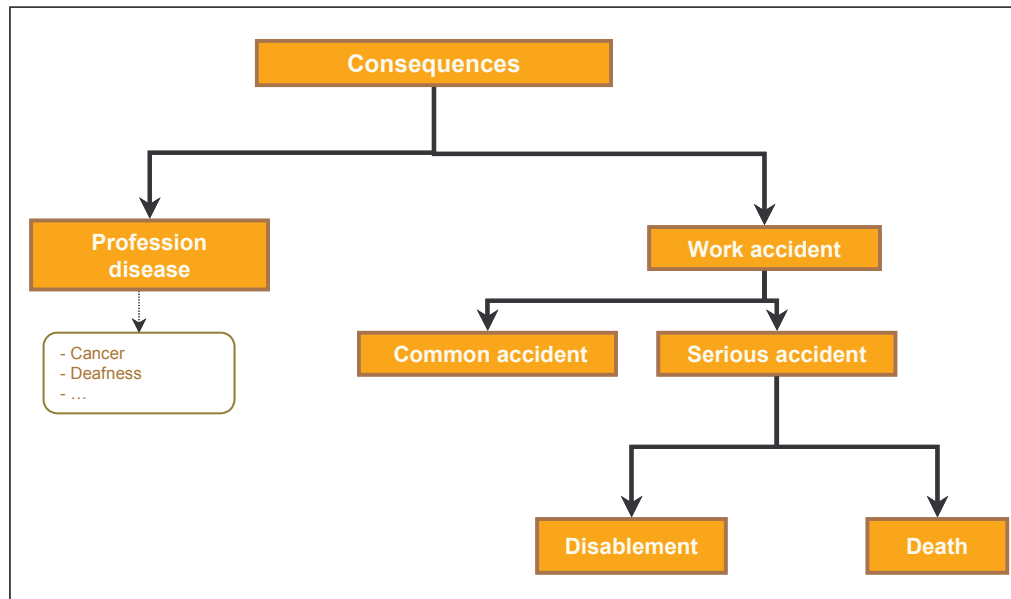 Consequences
Profession
disease
Work accident
- Cancer
- Deafness
- …
Common accident
Serious accident
Disablement
Death